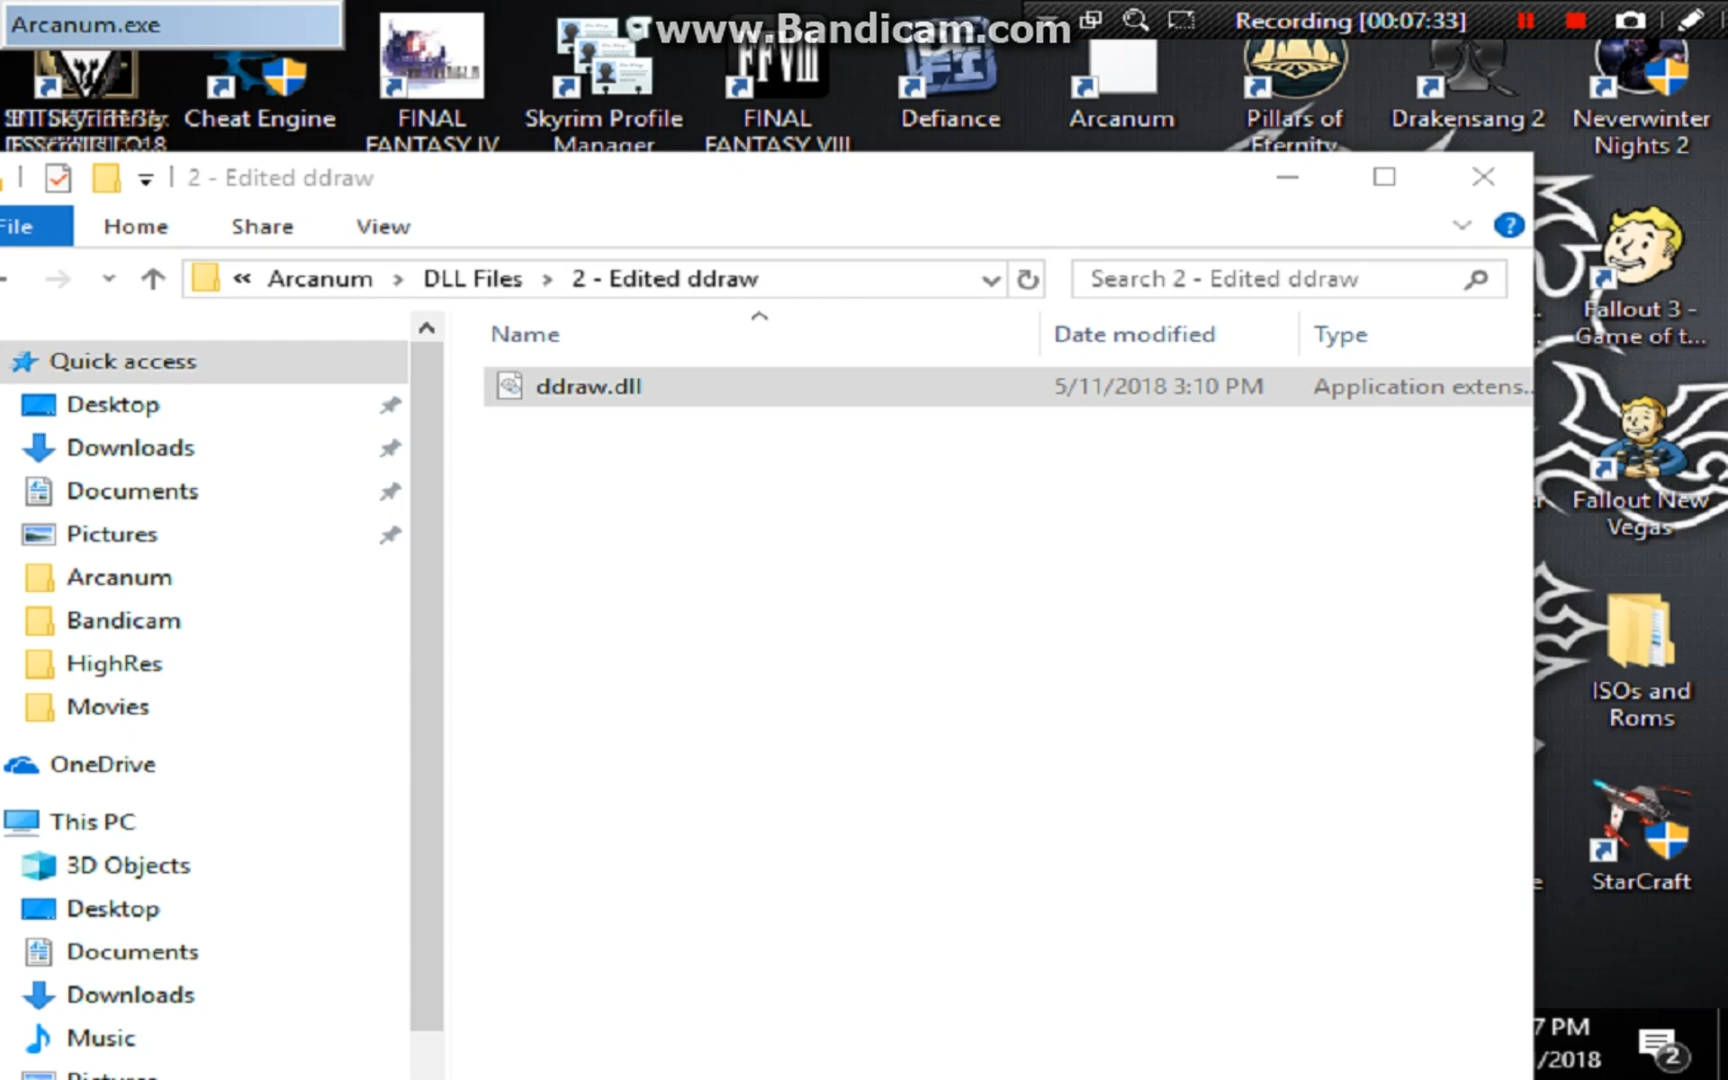 Arcanum.exe
www.Bandicam.com
Recording [00:07:33]
Cheat Engine
FINAL
FANTASY IV
Skyrim Profile
Manager
FFVIII
FINAL
FANTASY VIII
Defiance
Arcanum
Pillars of
Eternity
Drakensang 2
Neverwinter
Nights 2
2 - Edited ddraw
File
Home
Share
View
?
« Arcanum > DLL Files > 2 - Edited ddraw
Search 2 - Edited ddraw
Name
Date modified
Type
ddraw.dll
5/11/2018 3:10 PM
Application extens...
Quick access
Desktop
Downloads
Documents
Pictures
Arcanum
Bandicam
HighRes
Movies
OneDrive
This PC
3D Objects
Desktop
Documents
Downloads
Music
Pictures
Fallout 3 -
Game of t...
Fallout New
Vegas
ISOs and
Roms
StarCraft
7 PM
/2018
2